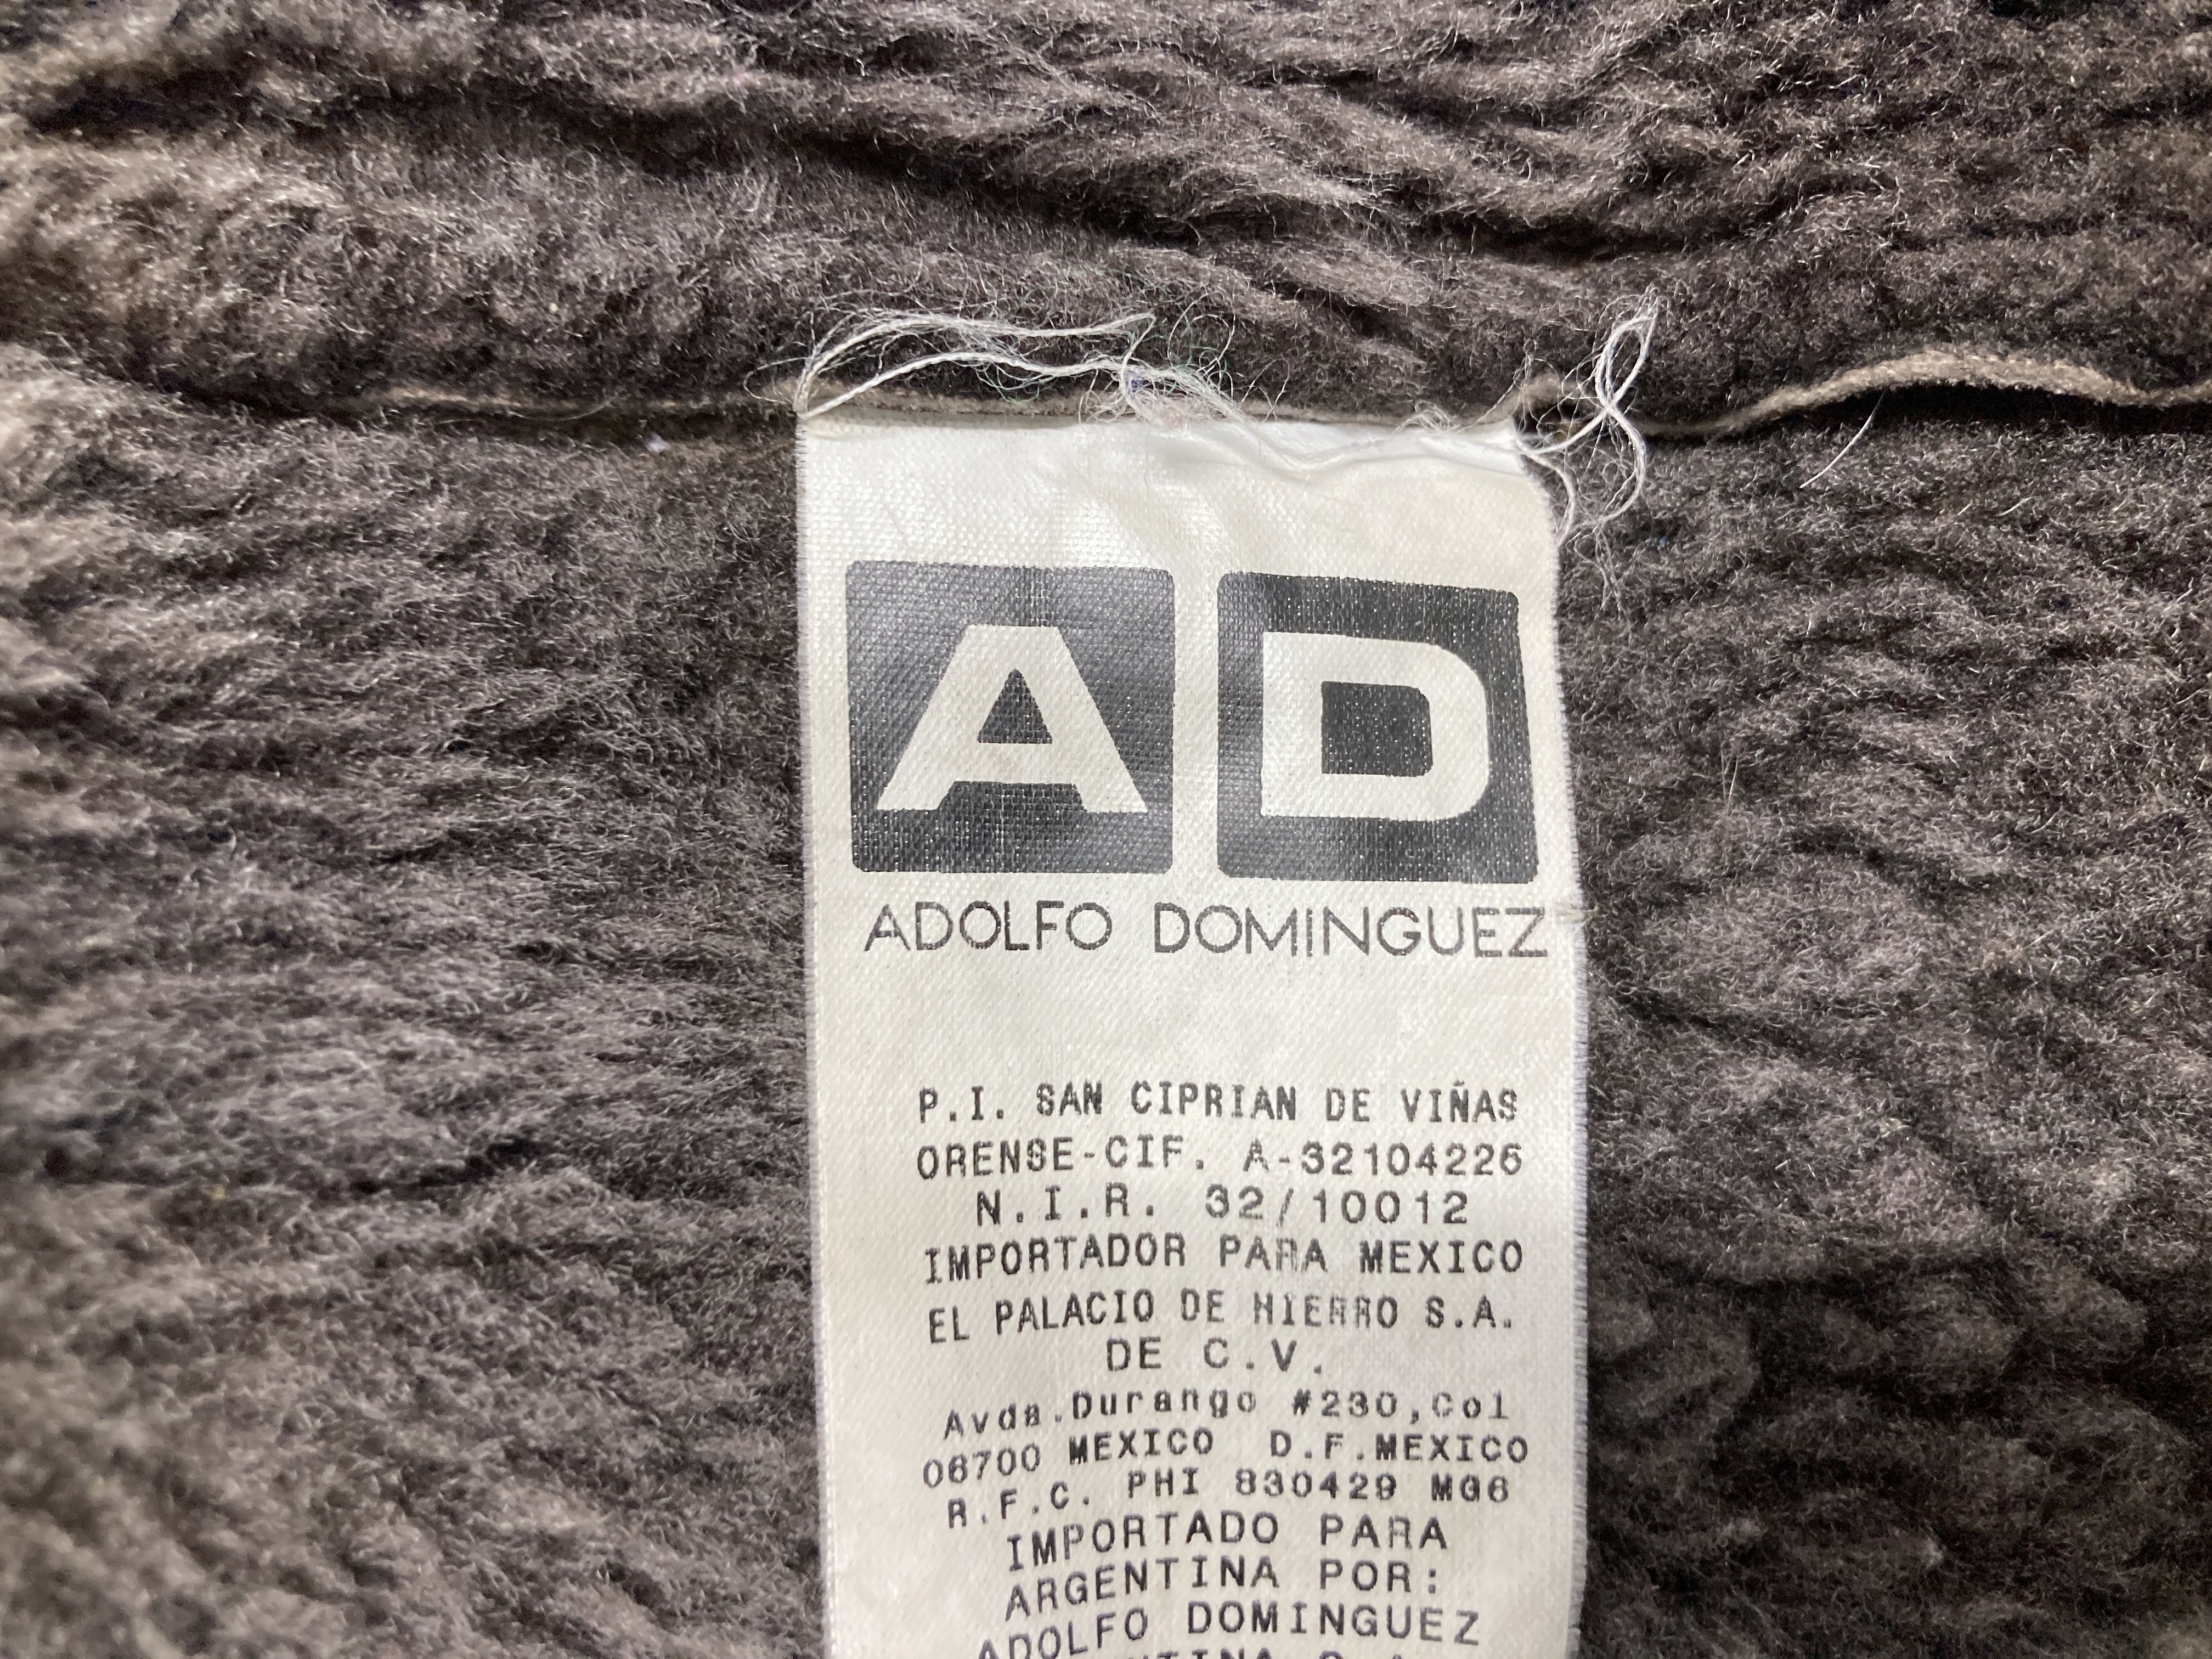 AD
ADOLFO DOMINGUEZ
P.I. SAN CIPRIAN DE VIÑAS
ORENSE-CIF. A-32104226
N.I.R. 32/10012
IMPORTADOR PARA MEXICO
EL PALACIO DE HIERRO S.A.
DE C.V.
Avda.Durango #230,Col
06700 MEXICO D.F.MEXICO
R.F.C. PHI 830429 MG6
IMPORTADO PARA
ARGENTINA POR:
ADOLFO DOMINGUEZ